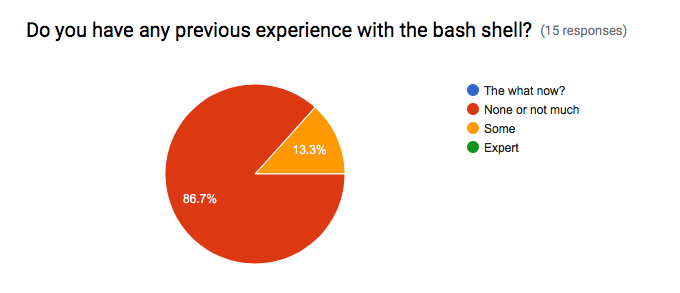 Do you have any previous experience with the bash shell? (15 responses)
The what now?
None or not much
Some
Expert
13.3%
86.7%